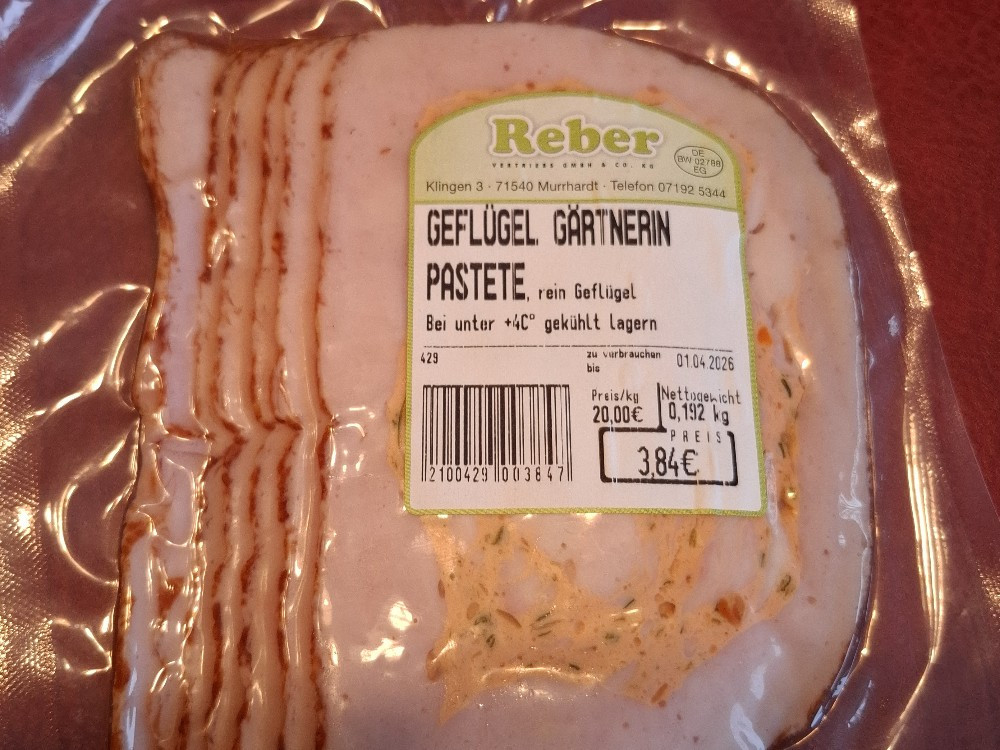 Reber
VERTRIEBS GMBH & CO. KG
DE
BW 02788
EG
Klingen 3 · 71540 Murrhardt · Telefon 07192 5344
GEFLÜGEL. GÄRTNERIN
PASTETE, rein Geflügel
Bei unter +4C° gekühlt lagern
429
zu verbrauchen
bis
01.04.2026
Preis/kg
20,00€
Nettogewicht
0,192 kg
PREIS
3,84€
2100429 003847